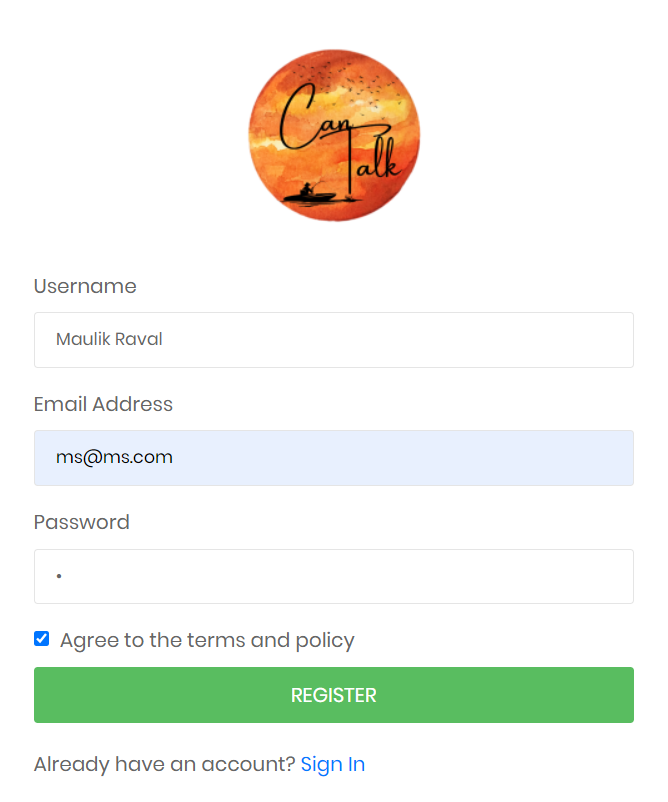 Can
Talk
Username
Maulik Raval
Email Address
ms@ms.com
Password
•
Agree to the terms and policy
REGISTER
Already have an account? Sign In